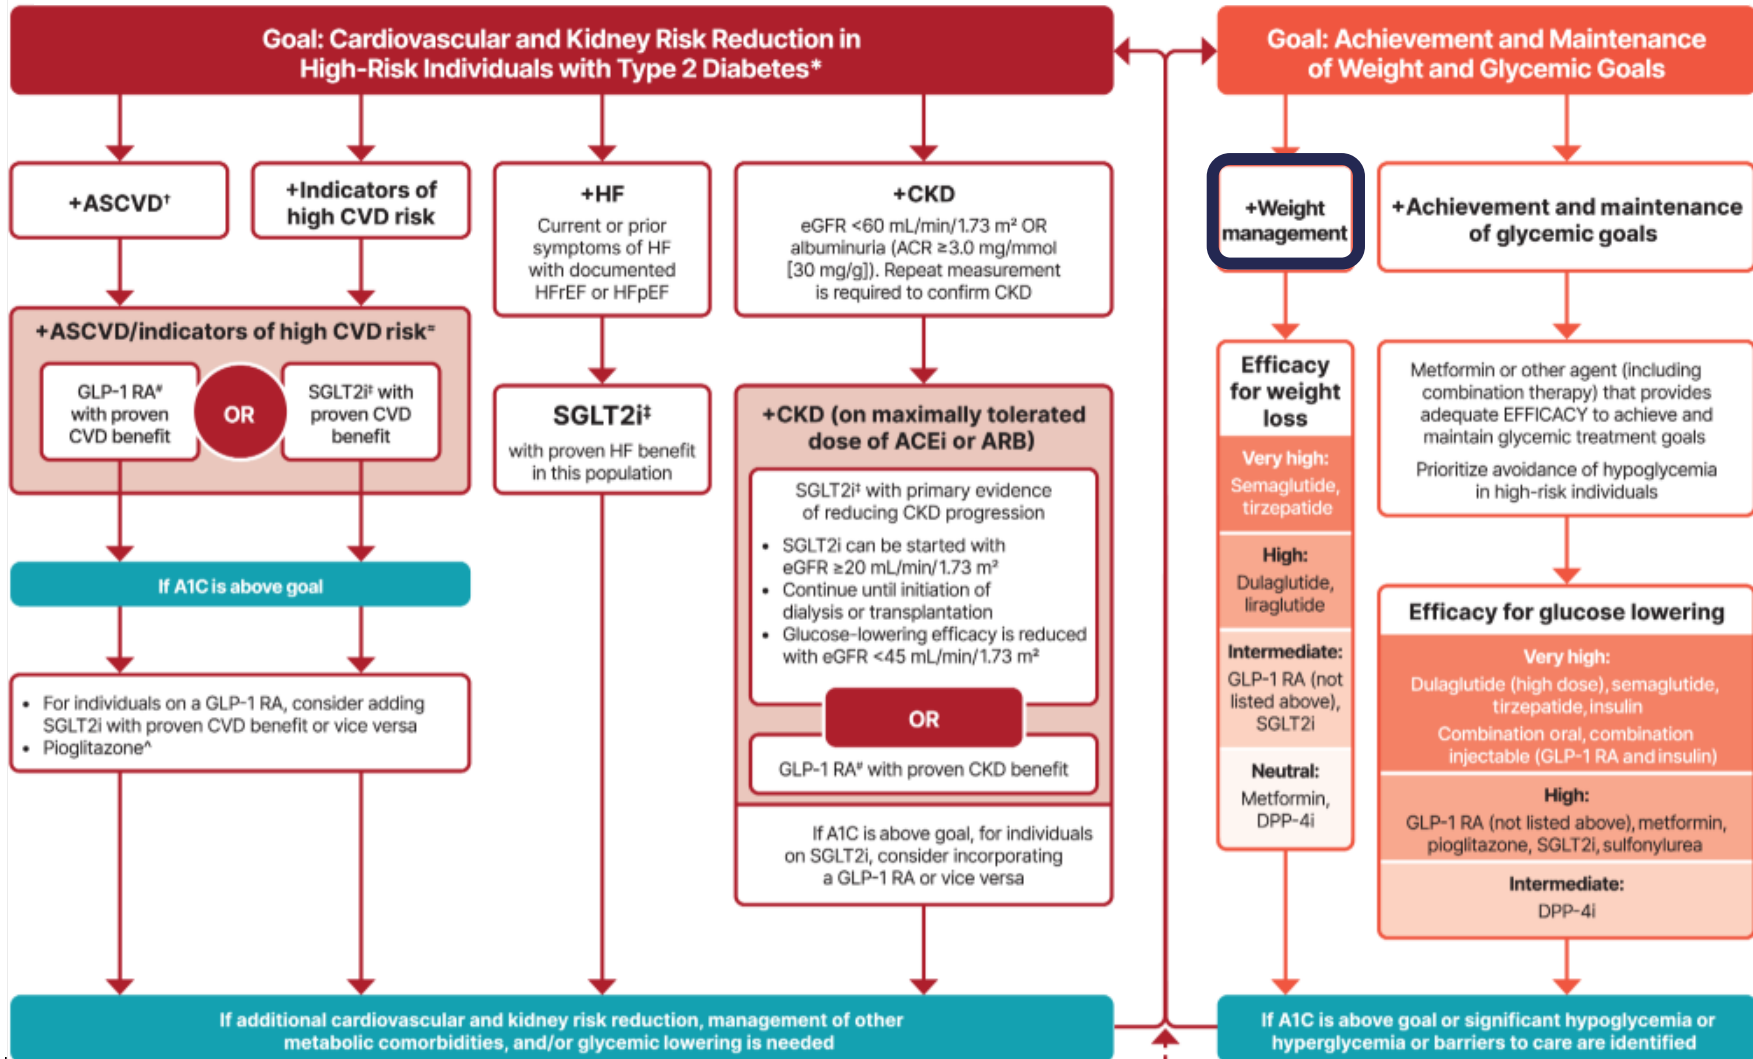 Goal: Cardiovascular and Kidney Risk Reduction in
High-Risk Individuals with Type 2 Diabetes*
+ASCVD†
+Indicators of
high CVD risk
+ASCVD/indicators of high CVD risk⁼
GLP-1 RA#
with proven
CVD benefit
OR
SGLT2i‡ with
proven CVD
benefit
If A1C is above goal
• For individuals on a GLP-1 RA, consider adding
SGLT2i with proven CVD benefit or vice versa
• Pioglitazone^
+HF
Current or prior
symptoms of HF
with documented
HFrEF or HFpEF
SGLT2i‡
with proven HF benefit
in this population
+CKD
eGFR <60 mL/min/1.73 m² OR
albuminuria (ACR ≥3.0 mg/mmol
[30 mg/g]). Repeat measurement
is required to confirm CKD
+CKD (on maximally tolerated
dose of ACEi or ARB)
SGLT2i‡ with primary evidence
of reducing CKD progression
• SGLT2i can be started with
eGFR ≥20 mL/min/1.73 m²
• Continue until initiation of
dialysis or transplantation
• Glucose-lowering efficacy is reduced
with eGFR <45 mL/min/1.73 m²
OR
GLP-1 RA# with proven CKD benefit
If A1C is above goal, for individuals
on SGLT2i, consider incorporating
a GLP-1 RA or vice versa
If additional cardiovascular and kidney risk reduction, management of other
metabolic comorbidities, and/or glycemic lowering is needed
Goal: Achievement and Maintenance
of Weight and Glycemic Goals
+Weight
management
Efficacy
for weight
loss
Very high:
Semaglutide,
tirzepatide
High:
Dulaglutide,
liraglutide
Intermediate:
GLP-1 RA (not
listed above),
SGLT2i
Neutral:
Metformin,
DPP-4i
+Achievement and maintenance
of glycemic goals
Metformin or other agent (including
combination therapy) that provides
adequate EFFICACY to achieve and
maintain glycemic treatment goals
Prioritize avoidance of hypoglycemia
in high-risk individuals
Efficacy for glucose lowering
Very high:
Dulaglutide (high dose), semaglutide,
tirzepatide, insulin
Combination oral, combination
injectable (GLP-1 RA and insulin)
High:
GLP-1 RA (not listed above), metformin,
pioglitazone, SGLT2i, sulfonylurea
Intermediate:
DPP-4i
If A1C is above goal or significant hypoglycemia or
hyperglycemia or barriers to care are identified